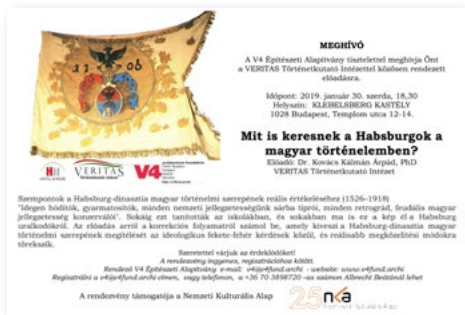 17 06
MEGHÍVÓ
A V4 Építészeti Alapítvány tisztelettel meghívja Önt
a VERITAS Történetkutató Intézettel közösen rendezett
előadásra.
Időpont: 2019. január 30. szerda, 18,30
Helyszín: KLEBELSBERG KASTÉLY
1028 Budapest, Templom utca 12-14.
Mit is keresnek a Habsburgok a
magyar történelemben?
Előadó: Dr. Kovács Kálmán Árpád, PhD
VERITAS Történetkutató Intézet
VERITAS
Történetkutató Intézet
V4
Szempontok a Habsburg-dinasztia magyar történelmi szerepének reális értékeléséhez (1526–1918)
"Idegen hódítók, gyarmatosítók, minden nemzeti jellegzetességünk sárba tiprói, minden retrográd, feudális magyar
jellegzetesség konzerválói". Sokáig ezt tanították az iskolákban, és sokakban ma is ez a kép él a Habsburg
uralkodókról. Az előadás arról a korrekciós folyamatról számol be, amely kiveszi a Habsburg-dinasztia magyar
történelmi szerepének megítélését az ideologikus fekete-fehér kérdések közül, és reálisabb megközelítési módokra
törekszik.
Szeretettel várjuk az érdeklődőket!
A rendezvény ingyenes, regisztrációhoz kötött.
Rendező V4 Építészeti Alapítvány e-mail: v4@v4fund.archi - website: www.v4fund.archi
Regisztrálni a v4@v4fund.archi címen, vagy telefonon, a +36 70 3898720 -as számon Albrecht Beátánál lehet
A rendezvény támogatója a Nemzeti Kulturális Alap
25 nka